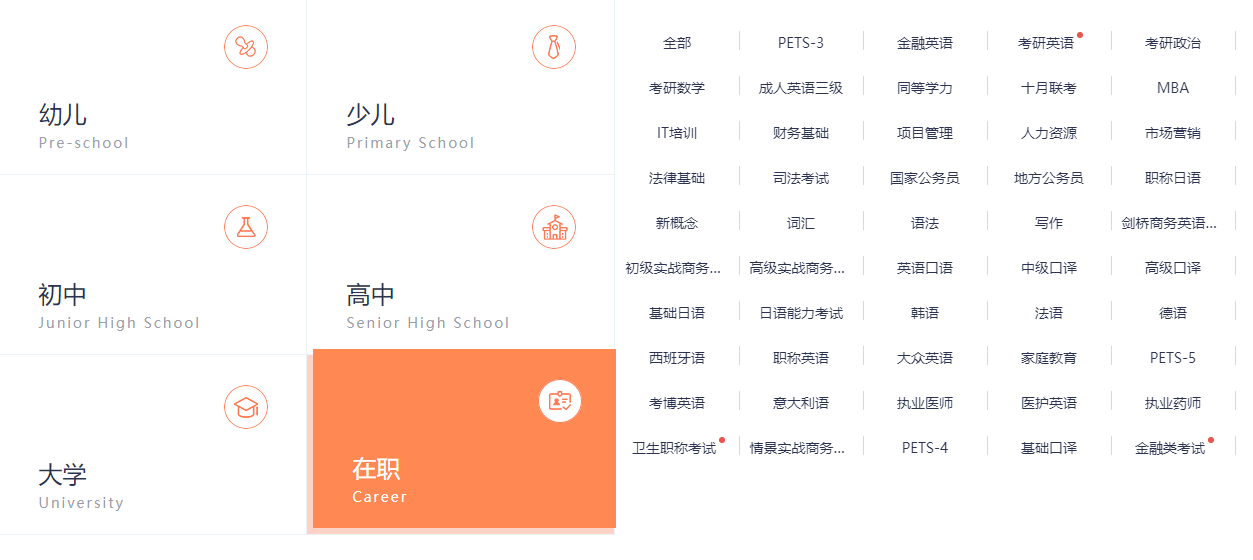 幼儿
Pre-school
少儿
Primary School
初中
Junior High School
高中
Senior High School
大学
University
在职
Career
全部 PETS-3 金融英语 考研英语 考研政治
考研数学 成人英语三级 同等学力 十月联考 MBA
IT培训 财务基础 项目管理 人力资源 市场营销
法律基础 司法考试 国家公务员 地方公务员 职称日语
新概念 词汇 语法 写作 剑桥商务英语...
初级实战商务... 高级实战商务... 英语口语 中级口译 高级口译
基础日语 日语能力考试 韩语 法语 德语
西班牙语 职称英语 大众英语 家庭教育 PETS-5
考博英语 意大利语 执业医师 医护英语 执业药师
卫生职称考试 情景实战商务... PETS-4 基础口译 金融类考试